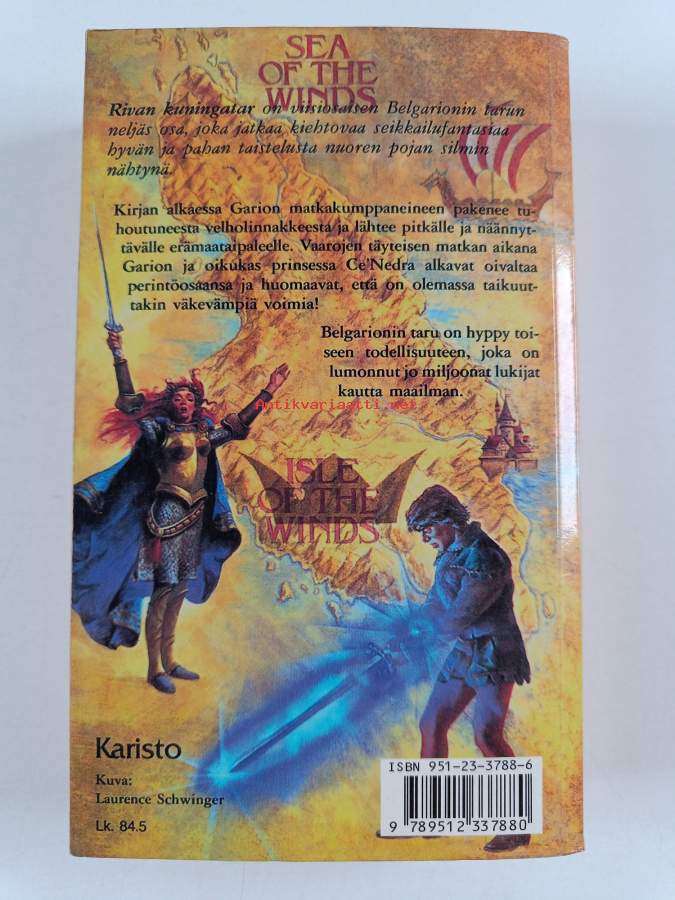 SEA
OF THE
WINDS
Rivan kuningatar on viisiosaisen Belgarionin tarun
neljäs osa, joka jatkaa kiehtovaa seikkailufantasiaa
hyvän ja pahan taistelusta nuoren pojan silmin
nähtynä.
Kirjan alkaessa Garion matkakumppaneineen pakenee tu-
houtuneesta velholinnakkeesta ja lähtee pitkälle ja näännyt-
tävälle erämaataipaleelle. Vaarojen täyteisen matkan aikana
Garion ja oikukas prinsessa Ce'Nedra alkavat oivaltaa
perintöosaansa ja huomaavat, että on olemassa taikuut-
takin väkevämpiä voimia!
Belgarionin taru on hyppy toi-
seen todellisuuteen, joka on
lumonnut jo miljoonat lukijat
kautta maailman.
Antikvariaatti.net
ISLE
OF THE
WINDS
Karisto
Kuva:
Laurence Schwinger
Lk. 84.5
ISBN 951-23-3788-6
9 789512 337880